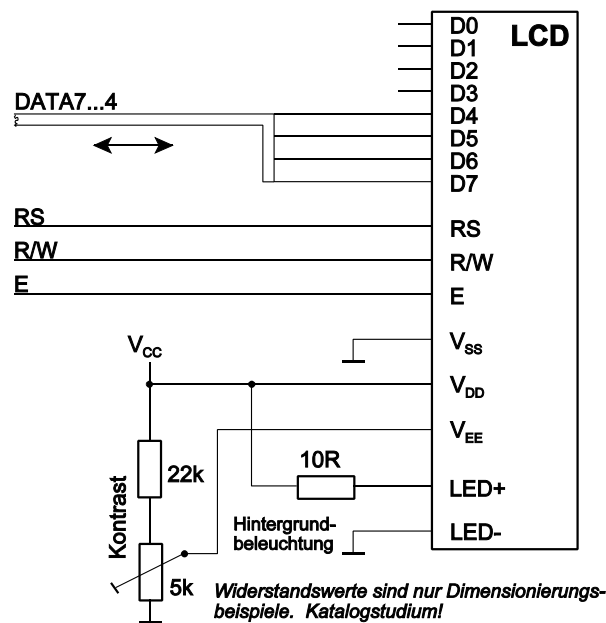 D0
LCD
D1
D2
D3
DATA7...4
D4
D5
D6
D7
RS
RS
R/W
R/W
E
E
VSS
VCC
VDD
VEE
22k
10R
LED+
Kontrast
Hintergrund-
beleuchtung
LED-
5k
Widerstandswerte sind nur Dimensionierungs-
beispiele. Katalogstudium!